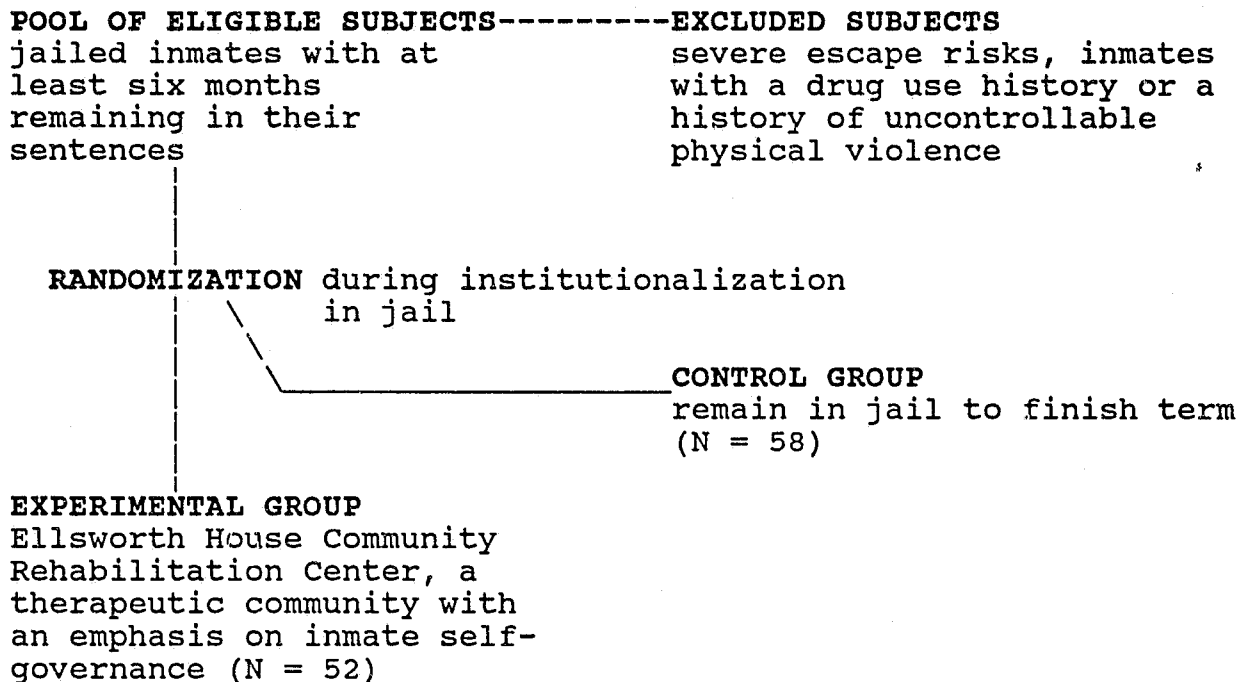 POOL OF ELIGIBLE SUBJECTS---------EXCLUDED SUBJECTS
jailed inmates with at
least six months
remaining in their
sentences
severe escape risks, inmates
with a drug use history or a
history of uncontrollable
physical violence
RANDOMIZATION during institutionalization
in jail
CONTROL GROUP
remain in jail to finish term
(N = 58)
EXPERIMENTAL GROUP
Ellsworth House Community
Rehabilitation Center, a
therapeutic community with
an emphasis on inmate self-
governance (N = 52)